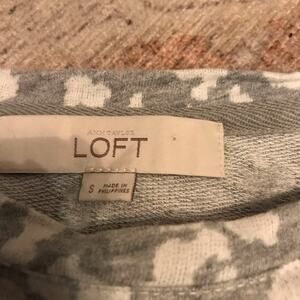 ANN TAYLOR
LOFT
S
MADE IN
PHILIPPINES